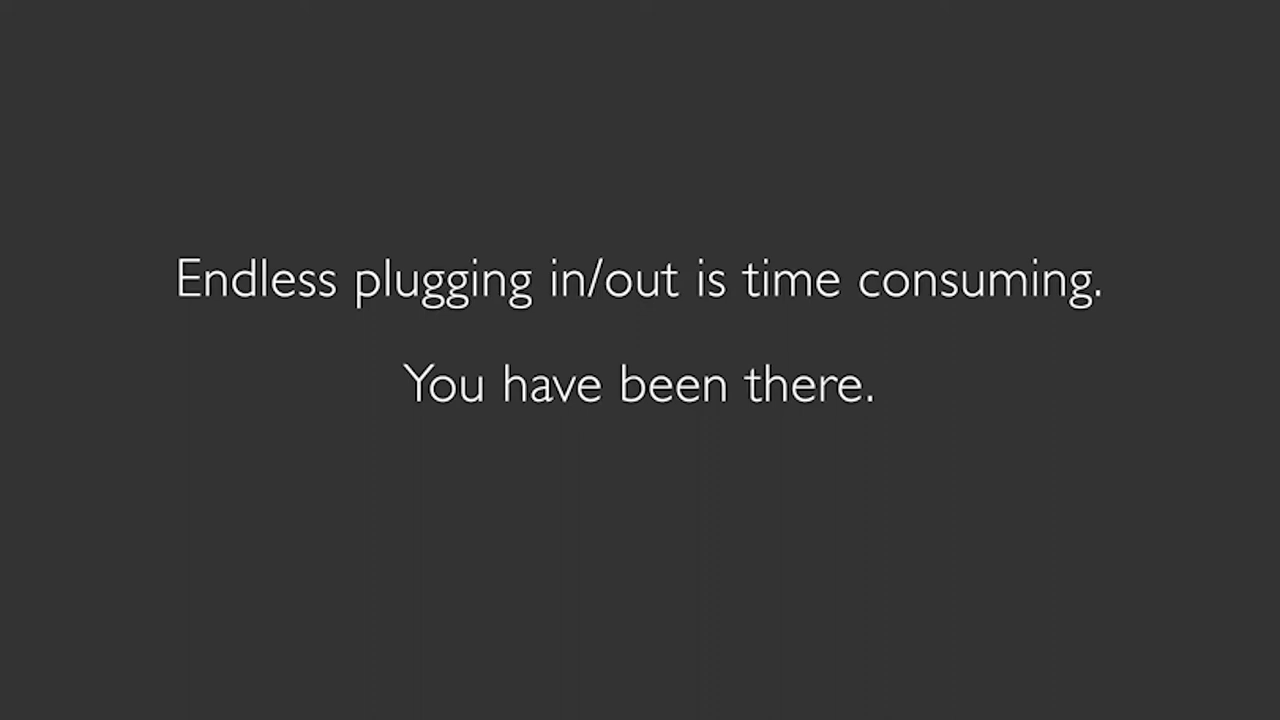 Endless plugging in/out is time consuming.
You have been there.